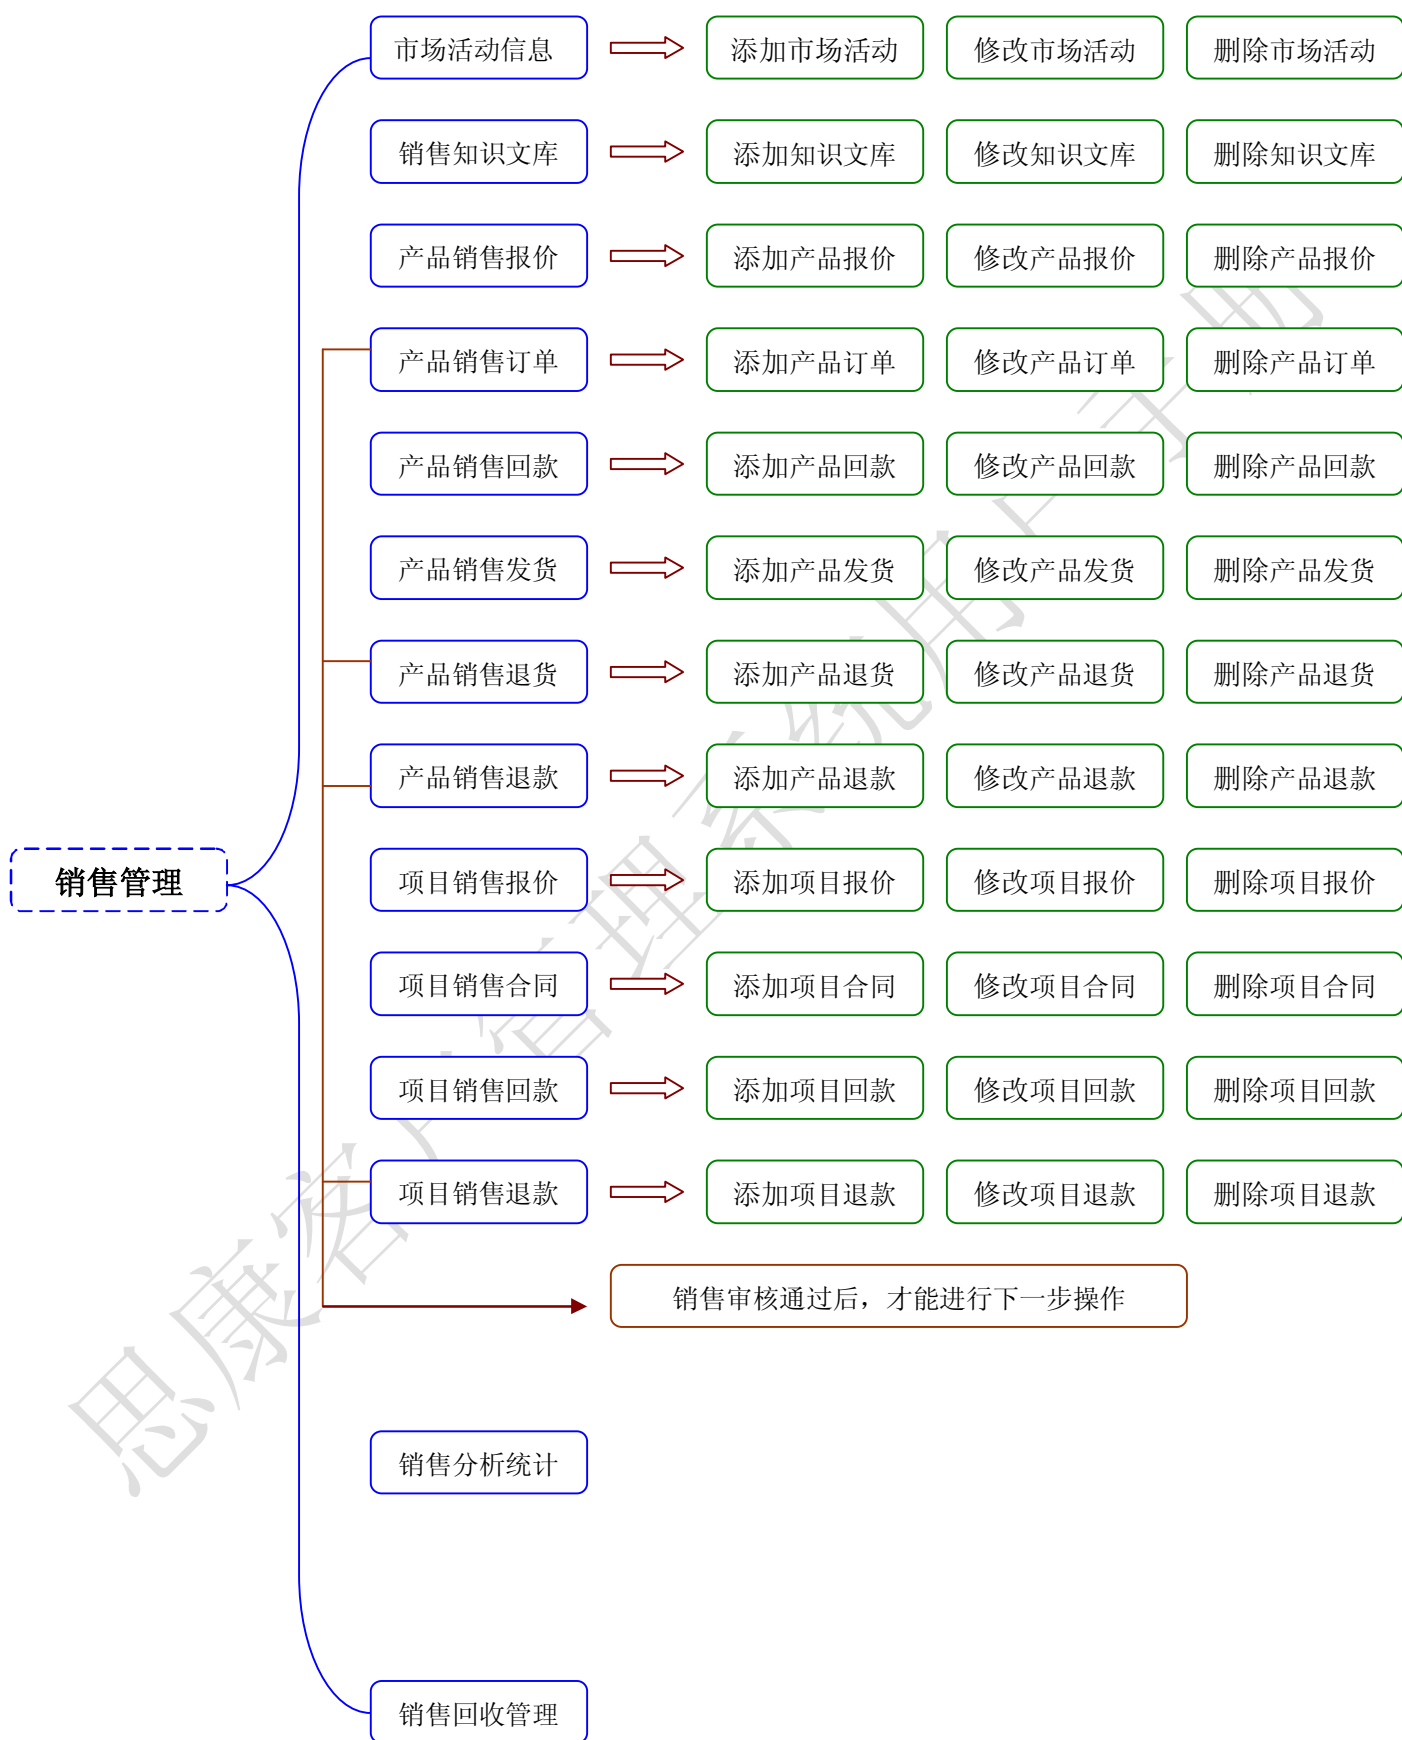 市场活动信息 添加市场活动 修改市场活动 删除市场活动
销售知识文库 添加知识文库 修改知识文库 删除知识文库
产品销售报价 添加产品报价 修改产品报价 删除产品报价
产品销售订单 添加产品订单 修改产品订单 删除产品订单
产品销售回款 添加产品回款 修改产品回款 删除产品回款
产品销售发货 添加产品发货 修改产品发货 删除产品发货
产品销售退货 添加产品退货 修改产品退货 删除产品退货
产品销售退款 添加产品退款 修改产品退款 删除产品退款
销售管理 项目销售报价 添加项目报价 修改项目报价 删除项目报价
项目销售合同 添加项目合同 修改项目合同 删除项目合同
项目销售回款 添加项目回款 修改项目回款 删除项目回款
项目销售退款 添加项目退款 修改项目退款 删除项目退款
销售审核通过后，才能进行下一步操作
销售分析统计
销售回收管理
思康客户管理系统用户手册